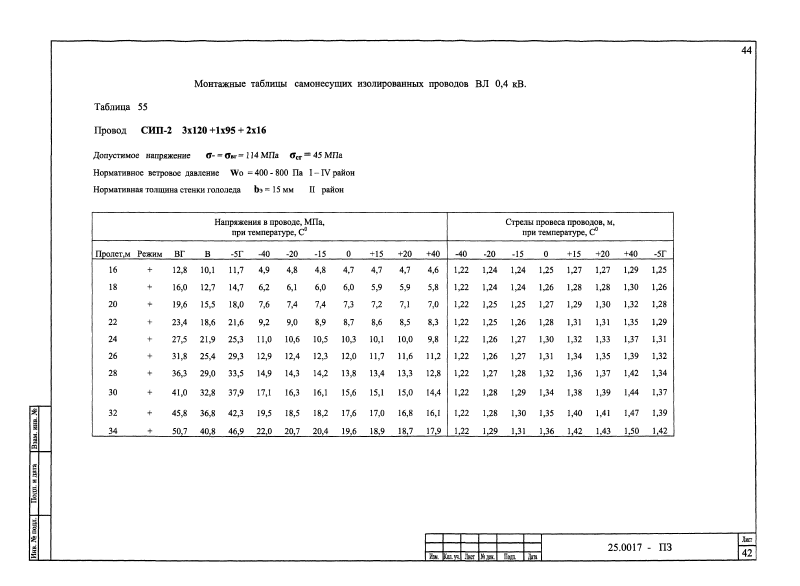 44
Монтажные таблицы самонесущих изолированных проводов ВЛ 0,4 кВ.
Таблица 55
Провод СИП-2 3х120 +1х95 + 2х16
Допустимое напряжение σ- = σвг = 114 МПа σсг = 45 МПа
Нормативное ветровое давление Wo = 400 - 800 Па I – IV район
Нормативная толщина стенки гололеда bэ = 15 мм II район
Напряжения в проводе, МПа, при температуре, С⁰ Стрелы провеса проводов, м, при температуре, С⁰
Пролет,м Режим ВГ В -5Г -40 -20 -15 0 +15 +20 +40 -40 -20 -15 0 +15 +20 +40 -5Г
16 + 12,8 10,1 11,7 4,9 4,8 4,8 4,7 4,7 4,7 4,6 1,22 1,24 1,24 1,25 1,27 1,27 1,29 1,25
18 + 16,0 12,7 14,7 6,2 6,1 6,0 6,0 5,9 5,9 5,8 1,22 1,24 1,24 1,26 1,28 1,28 1,30 1,26
20 + 19,6 15,5 18,0 7,6 7,4 7,4 7,3 7,2 7,1 7,0 1,22 1,25 1,25 1,27 1,29 1,30 1,32 1,28
22 + 23,4 18,6 21,6 9,2 9,0 8,9 8,7 8,6 8,5 8,3 1,22 1,25 1,26 1,28 1,31 1,31 1,35 1,29
24 + 27,5 21,9 25,3 11,0 10,6 10,5 10,3 10,1 10,0 9,8 1,22 1,26 1,27 1,30 1,32 1,33 1,37 1,31
26 + 31,8 25,4 29,3 12,9 12,4 12,3 12,0 11,7 11,6 11,2 1,22 1,26 1,27 1,31 1,34 1,35 1,39 1,32
28 + 36,3 29,0 33,5 14,9 14,3 14,2 13,8 13,4 13,3 12,8 1,22 1,27 1,28 1,32 1,36 1,37 1,42 1,34
30 + 41,0 32,8 37,9 17,1 16,3 16,1 15,6 15,1 15,0 14,4 1,22 1,28 1,29 1,34 1,38 1,39 1,44 1,37
32 + 45,8 36,8 42,3 19,5 18,5 18,2 17,6 17,0 16,8 16,1 1,22 1,28 1,30 1,35 1,40 1,41 1,47 1,39
34 + 50,7 40,8 46,9 22,0 20,7 20,4 19,6 18,9 18,7 17,9 1,22 1,29 1,31 1,36 1,42 1,43 1,50 1,42
Взам. инв. №
Подп. и дата
Инв. № подл.
Изм. Кол. уч. Лист № док. Подп. Дата
25.0017 - ПЗ
Лист
42